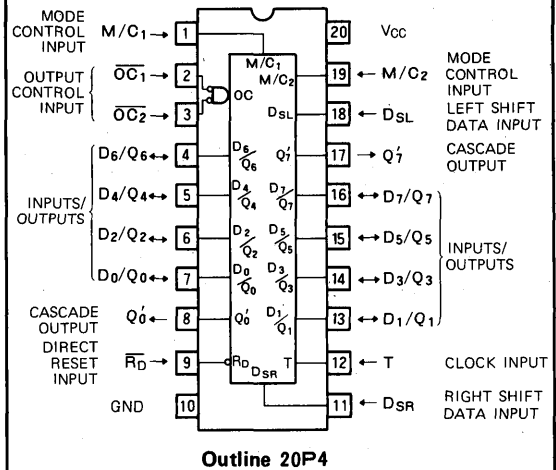 MODE
CONTROL
INPUT
M/C1
1
M/C1
20
VCC
OUTPUT
CONTROL
INPUT
OC1
2
OC
M/C2
19
M/C2
MODE
CONTROL
INPUT
OC2
3
DSL
18
DSL
LEFT SHIFT
DATA INPUT
D6/Q6
4
D6/Q6
Q'7
17
Q'7
CASCADE
OUTPUT
INPUTS/
OUTPUTS
D4/Q4
5
D4/Q4
D7/Q7
16
D7/Q7
D2/Q2
6
D2/Q2
D5/Q5
15
D5/Q5
INPUTS/
OUTPUTS
D0/Q0
7
D0/Q0
D3/Q3
14
D3/Q3
CASCADE
OUTPUT
Q'0
8
Q'0
D1/Q1
13
D1/Q1
DIRECT
RESET
INPUT
RD
9
RD
T
12
T
CLOCK INPUT
DSR
GND
10
11
DSR
RIGHT SHIFT
DATA INPUT
Outline 20P4